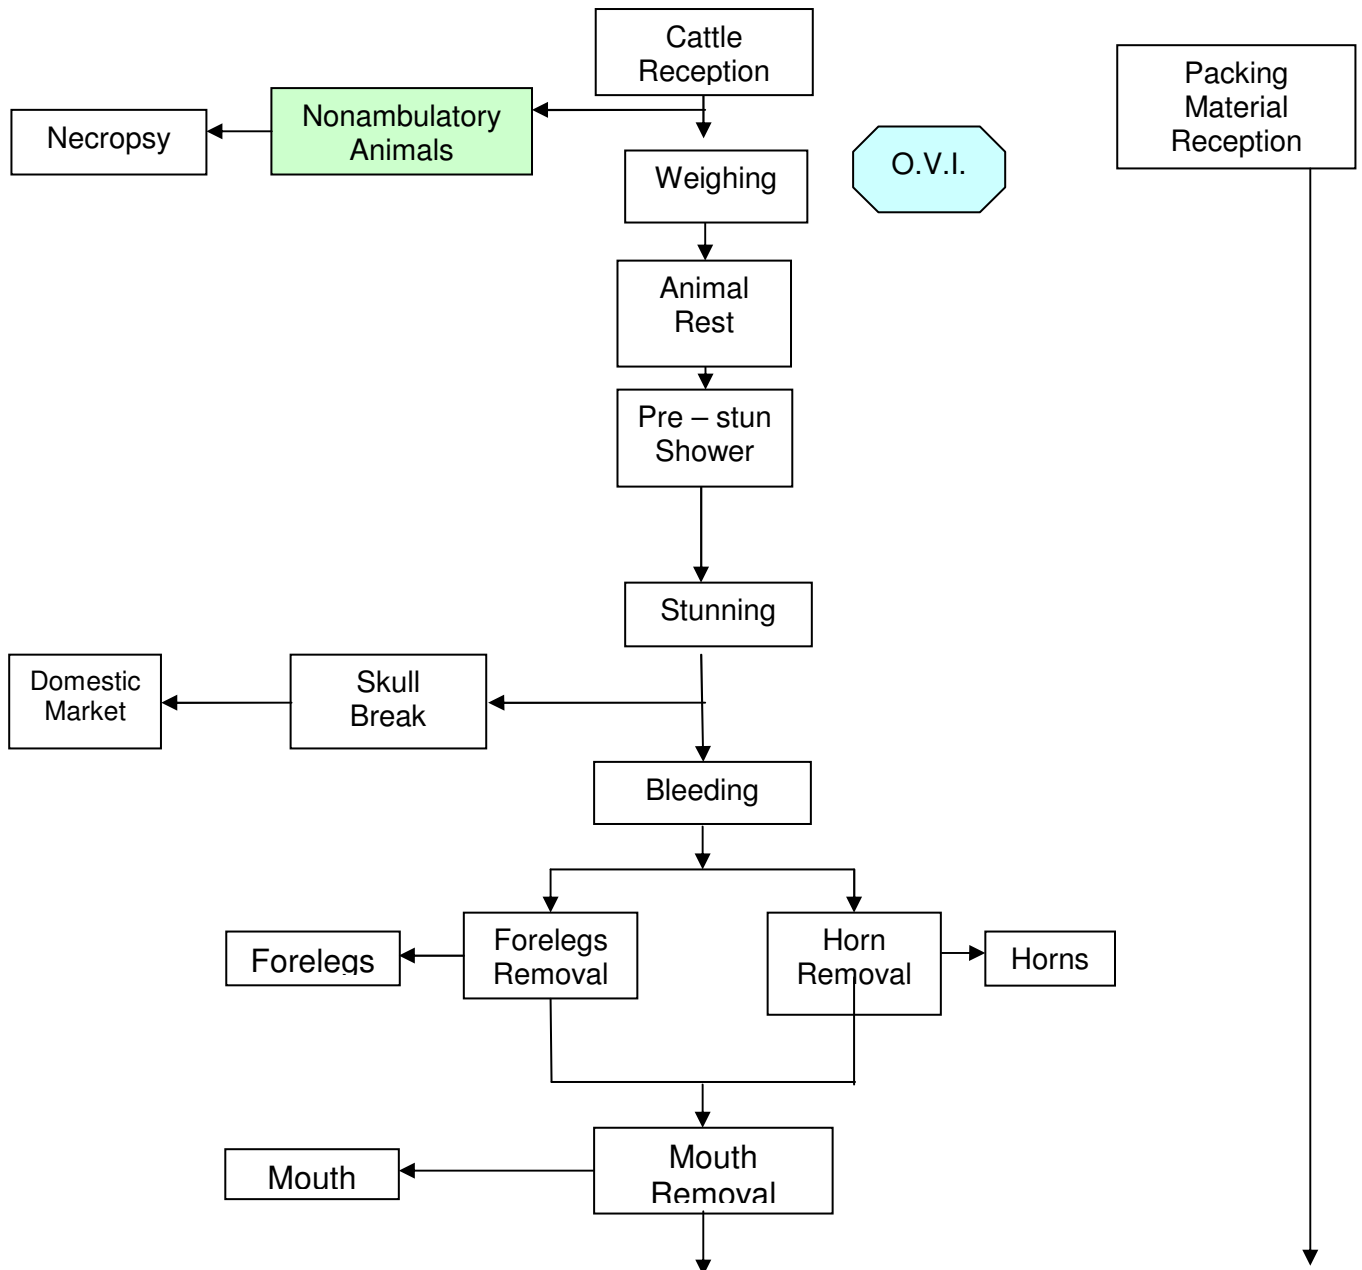 Cattle
Reception
Packing
Material
Reception
Nonambulatory
Animals
Necropsy
Weighing
O.V.I.
Animal
Rest
Pre – stun
Shower
Stunning
Domestic
Market
Skull
Break
Bleeding
Forelegs
Forelegs
Removal
Horn
Removal
Horns
Mouth
Mouth
Removal